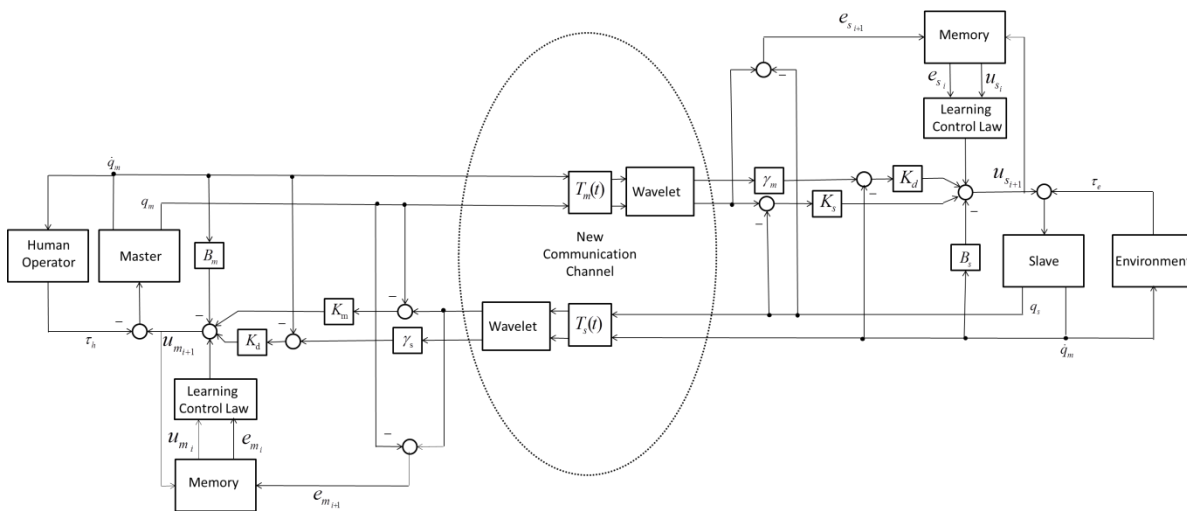 e_{s_{i+1}}
Memory
e_{s_i}
u_{s_i}
Learning
Control Law
q̇_m
T_m(t)
Wavelet
γ_m
K_d
u_{s_{i+1}}
τ_e
q_m
K_s
Human
Operator
Master
B_m
New
Communication
Channel
B_s
Slave
Environment
K_m
Wavelet
T_s(t)
q_s
τ_h
u_{m_{i+1}}
K_d
γ_s
q̇_m
Learning
Control Law
u_{m_i}
e_{m_i}
Memory
e_{m_{i+1}}